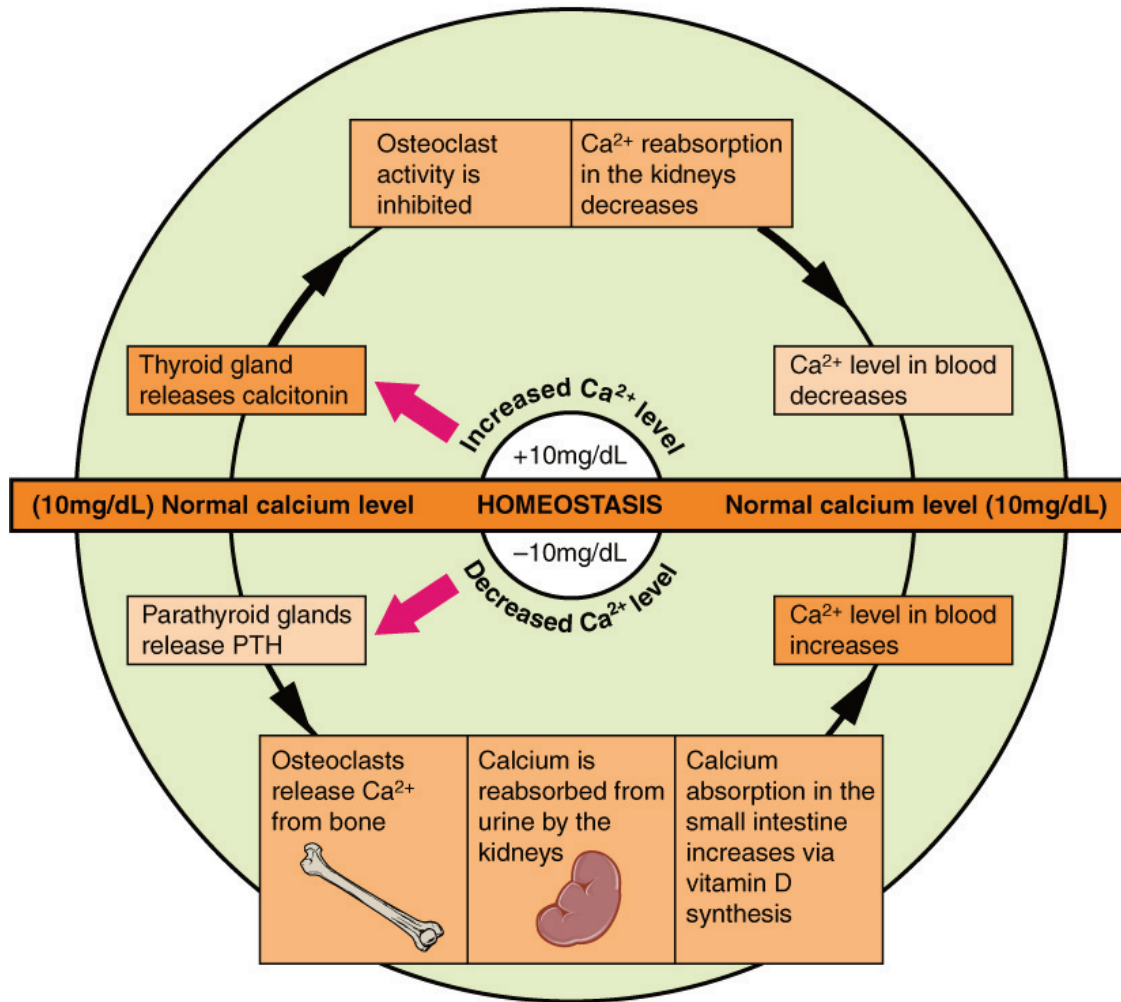 Osteoclast
activity is
inhibited
Ca²⁺ reabsorption
in the kidneys
decreases
Thyroid gland
releases calcitonin
Increased Ca²⁺ level
+10mg/dL
Ca²⁺ level in blood
decreases
(10mg/dL) Normal calcium level
HOMEOSTASIS
Normal calcium level (10mg/dL)
–10mg/dL
Decreased Ca²⁺ level
Parathyroid glands
release PTH
Ca²⁺ level in blood
increases
Osteoclasts
release Ca²⁺
from bone
Calcium is
reabsorbed from
urine by the
kidneys
Calcium
absorption in the
small intestine
increases via
vitamin D
synthesis